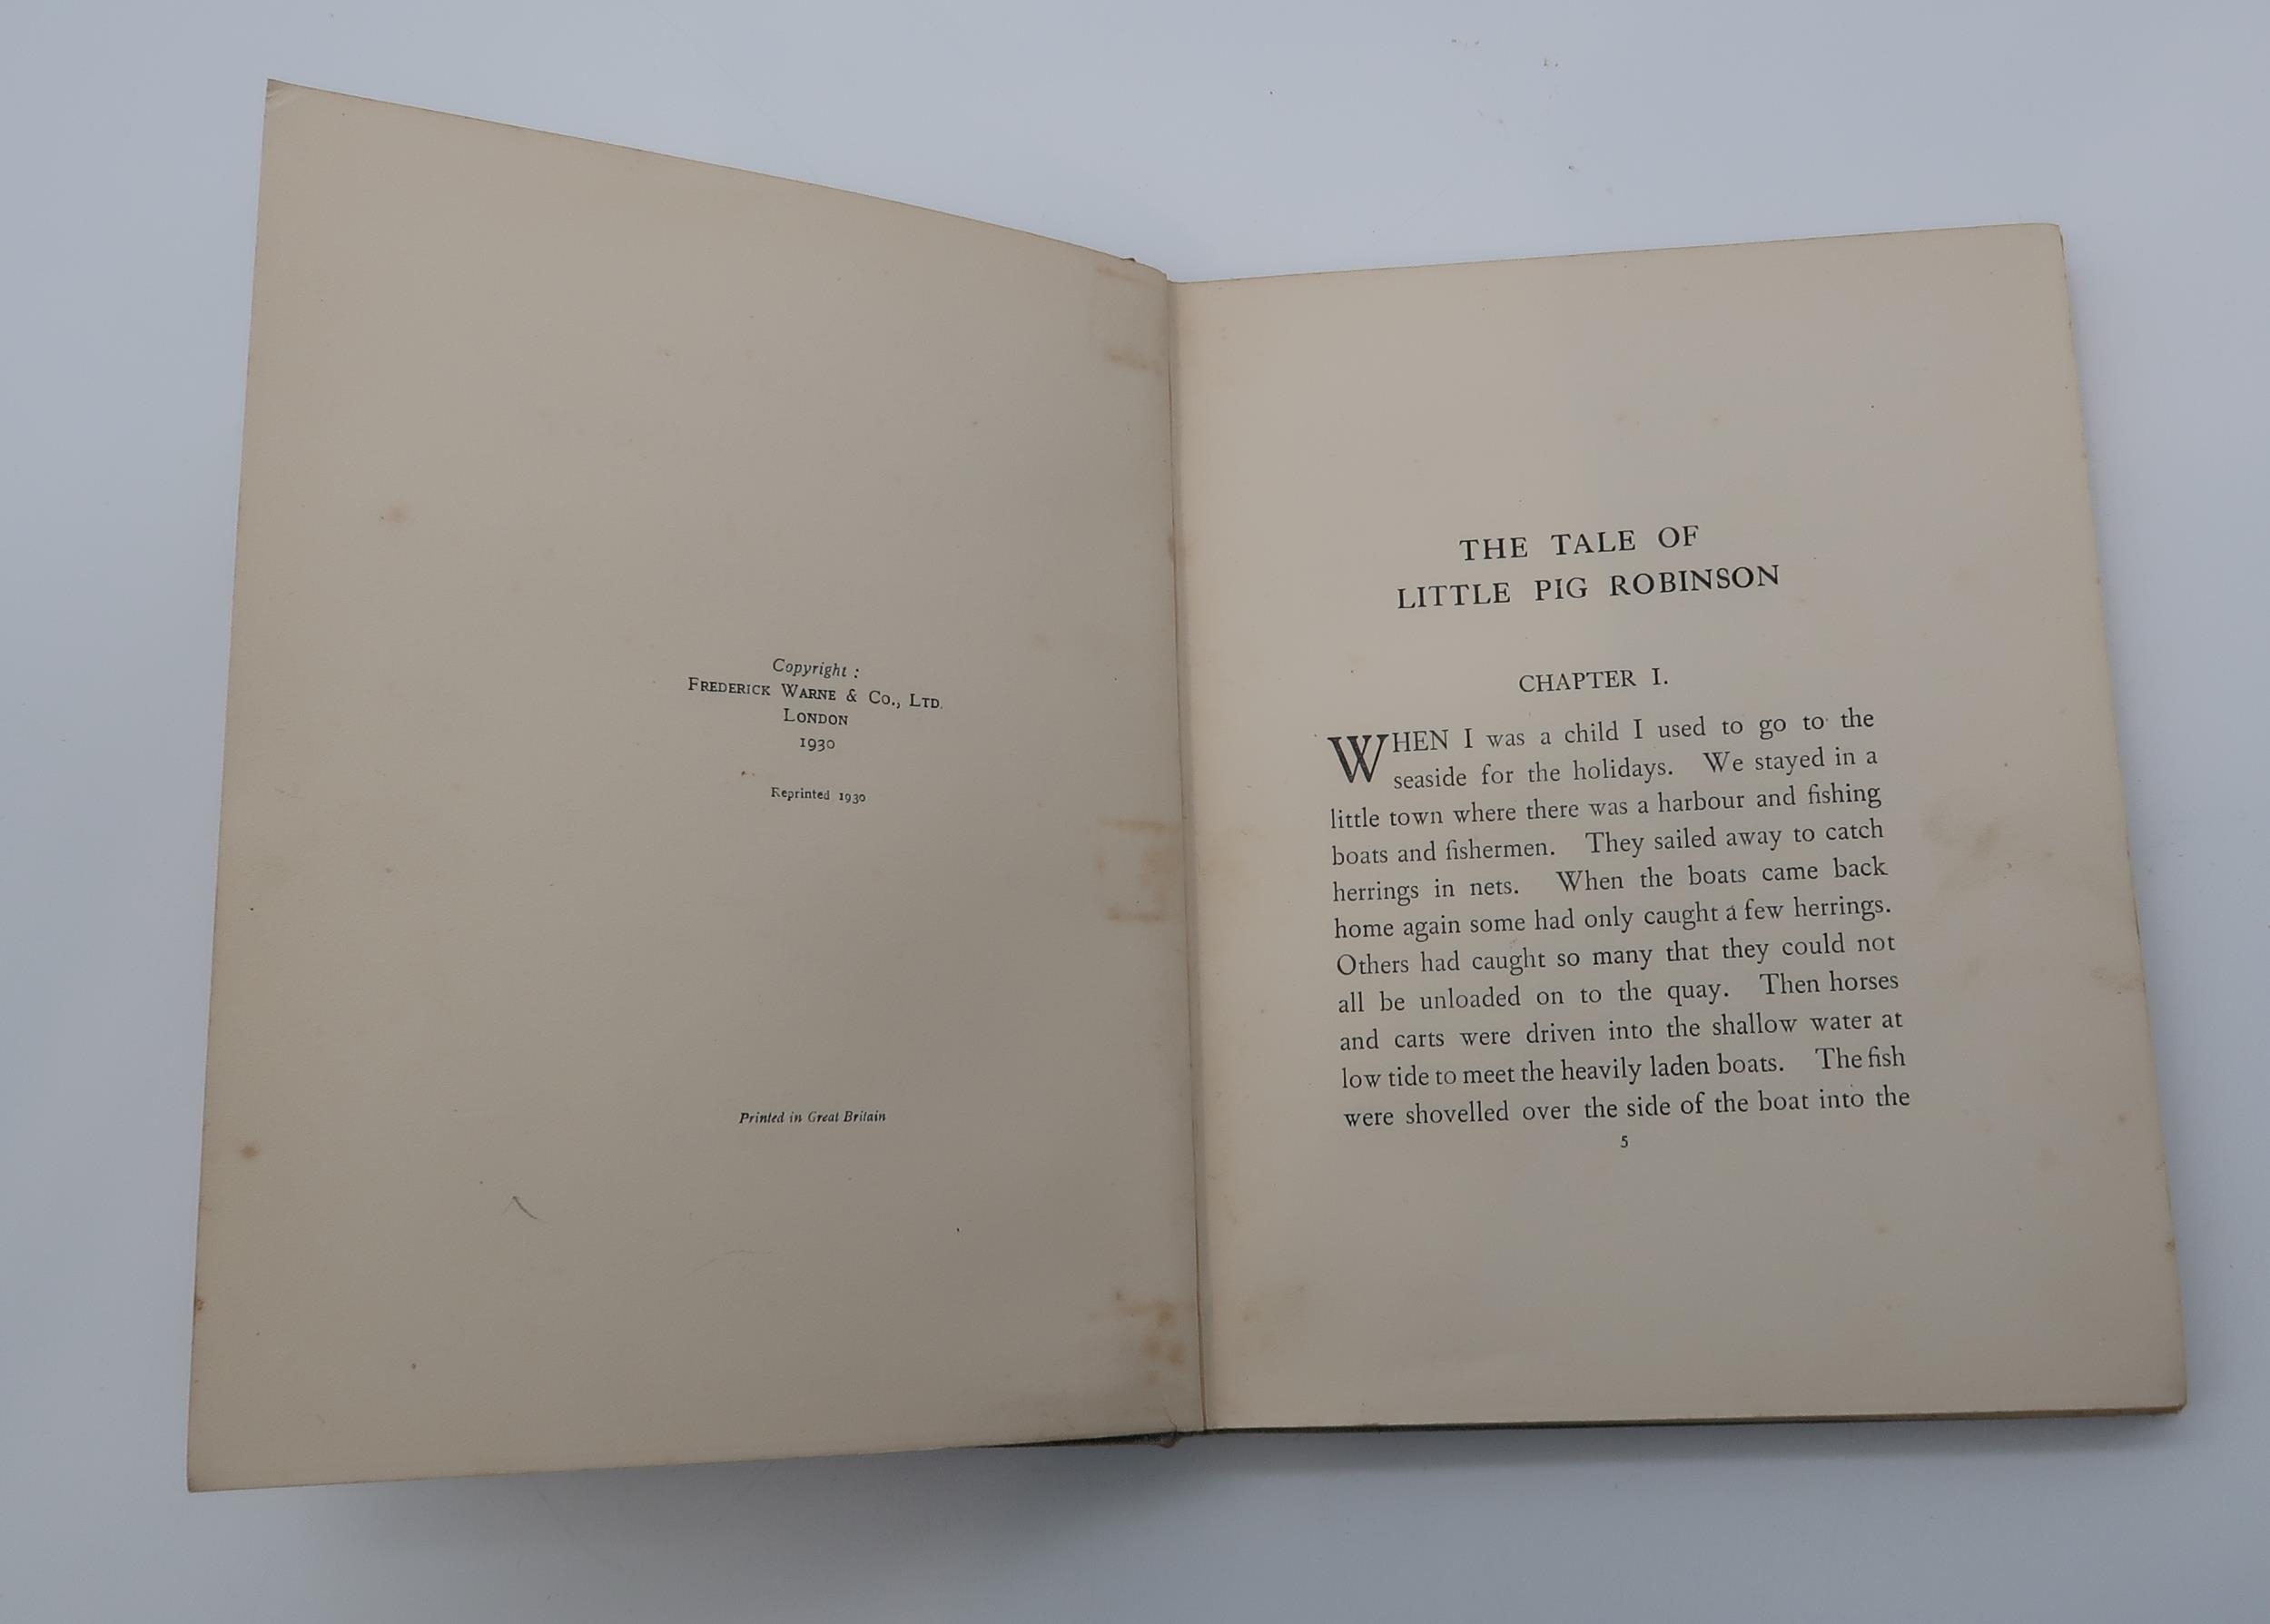 Copyright :
FREDERICK WARNE & CO., LTD.
LONDON
1930
Reprinted 1930
Printed in Great Britain
THE TALE OF
LITTLE PIG ROBINSON
CHAPTER I.
WHEN I was a child I used to go to the
seaside for the holidays. We stayed in a
little town where there was a harbour and fishing
boats and fishermen. They sailed away to catch
herrings in nets. When the boats came back
home again some had only caught a few herrings.
Others had caught so many that they could not
all be unloaded on to the quay. Then horses
and carts were driven into the shallow water at
low tide to meet the heavily laden boats. The fish
were shovelled over the side of the boat into the
5